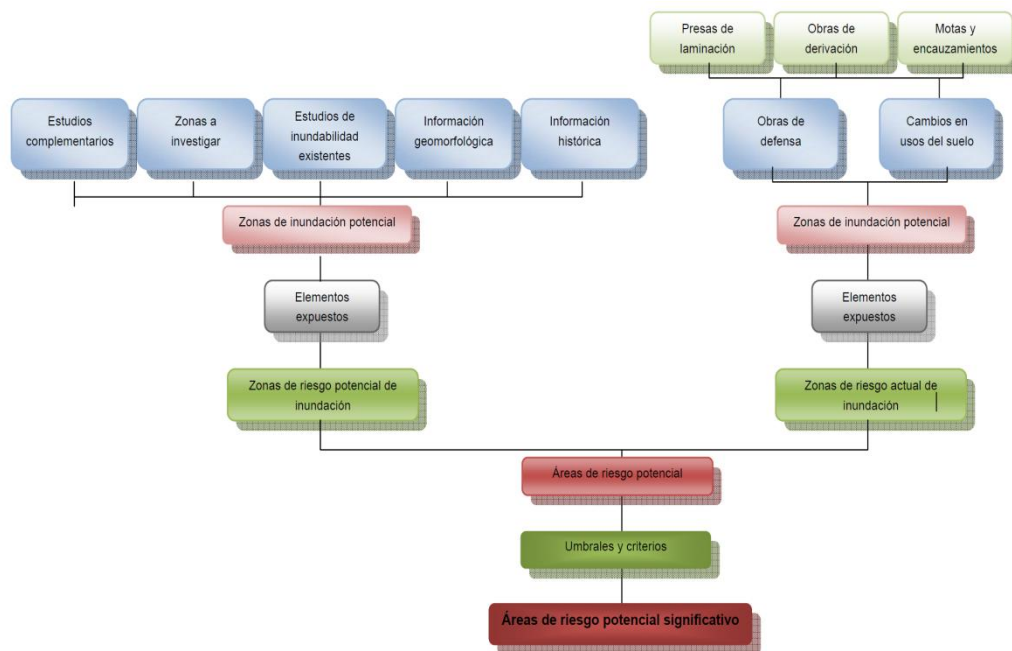 Presas de
laminación
Obras de
derivación
Motas y
encauzamientos
Estudios
complementarios
Zonas a
investigar
Estudios de
inundabilidad
existentes
Información
geomorfológica
Información
histórica
Obras de
defensa
Cambios en
usos del suelo
Zonas de inundación potencial
Zonas de inundación potencial
Elementos
expuestos
Elementos
expuestos
Zonas de riesgo potencial de
inundación
Zonas de riesgo actual de
inundación
Áreas de riesgo potencial
Umbrales y criterios
Áreas de riesgo potencial significativo